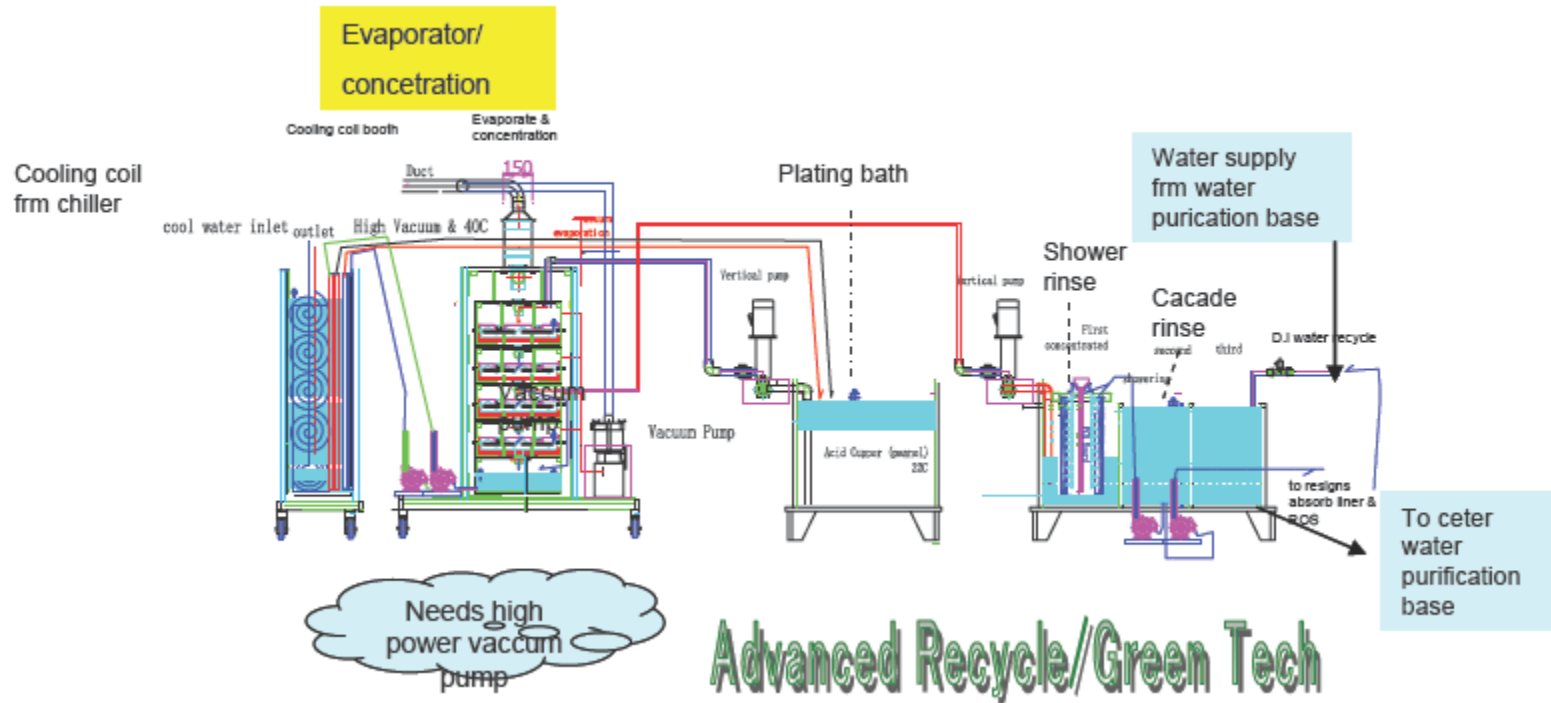 Evaporator/
concetration
Cooling coil booth
Evaporate &
concentration
Cooling coil
frm chiller
Duct
150
Plating bath
Water supply
frm water
purication base
cool water inlet
outlet
High Vacuum & 40C
evaporation
Vertical pump
Shower
rinse
Vertical pump
Cacade
rinse
First
concentrated
second
third
D.I water recycle
showering
vaccum
pump
Vacuum Pump
Acid Cupper (pannel)
22C
to resigns
absorb liner &
ROS
To ceter
water
purification
base
Needs high
power vaccum
pump
Advanced Recycle/Green Tech